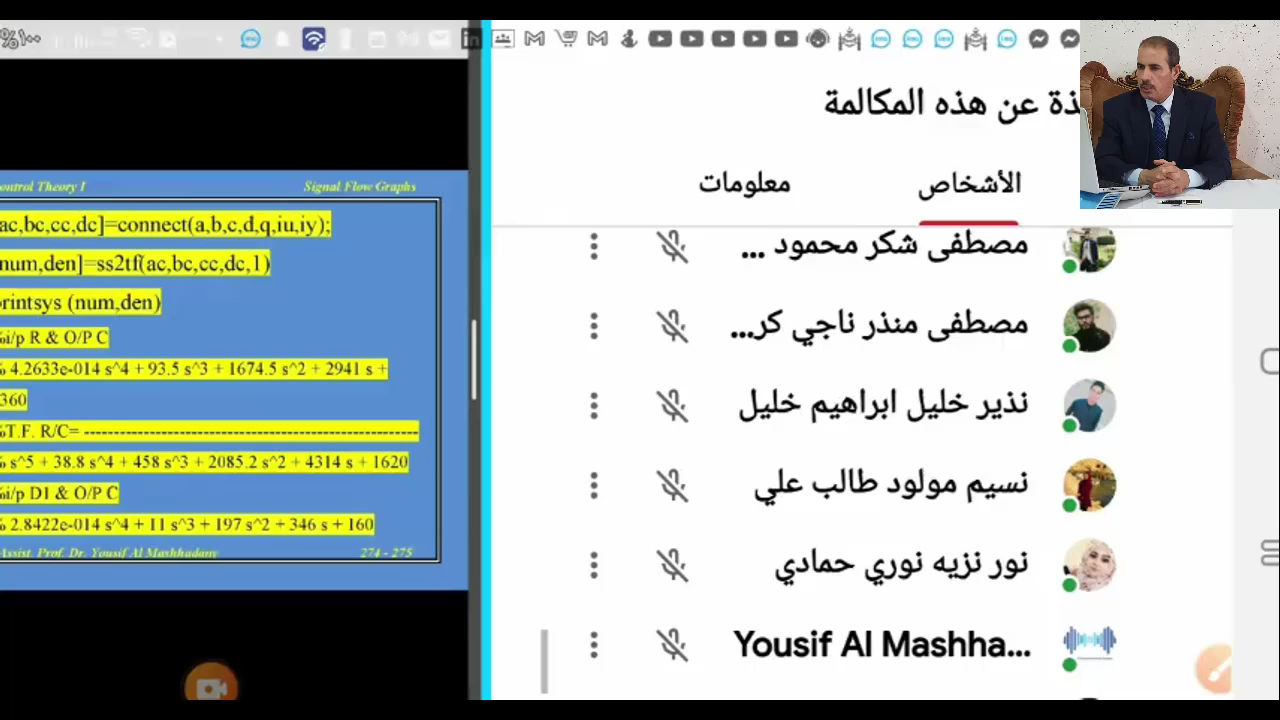 %١٠٠
ontrol Theory I
Signal Flow Graphs
ac,bc,cc,dc]=connect(a,b,c,d,q,iu,iy);
num,den]=ss2tf(ac,bc,cc,dc,1)
rintsys (num,den)
i/p R & O/P C
4.2633e-014 s^4 + 93.5 s^3 + 1674.5 s^2 + 2941 s +
360
%T.F. R/C= --------------------------------------------------------
s^5 + 38.8 s^4 + 458 s^3 + 2085.2 s^2 + 4314 s + 1620
i/p D1 & O/P C
2.8422e-014 s^4 + 11 s^3 + 197 s^2 + 346 s + 160
Assist. Prof. Dr. Yousif Al Mashhadany
274 - 275
ذة عن هذه المكالمة
الأشخاص
معلومات
مصطفى شكر محمود ...
مصطفى منذر ناجي كر...
نذير خليل ابراهيم خليل
نسيم مولود طالب علي
نور نزيه نوري حمادي
Yousif Al Mashha...